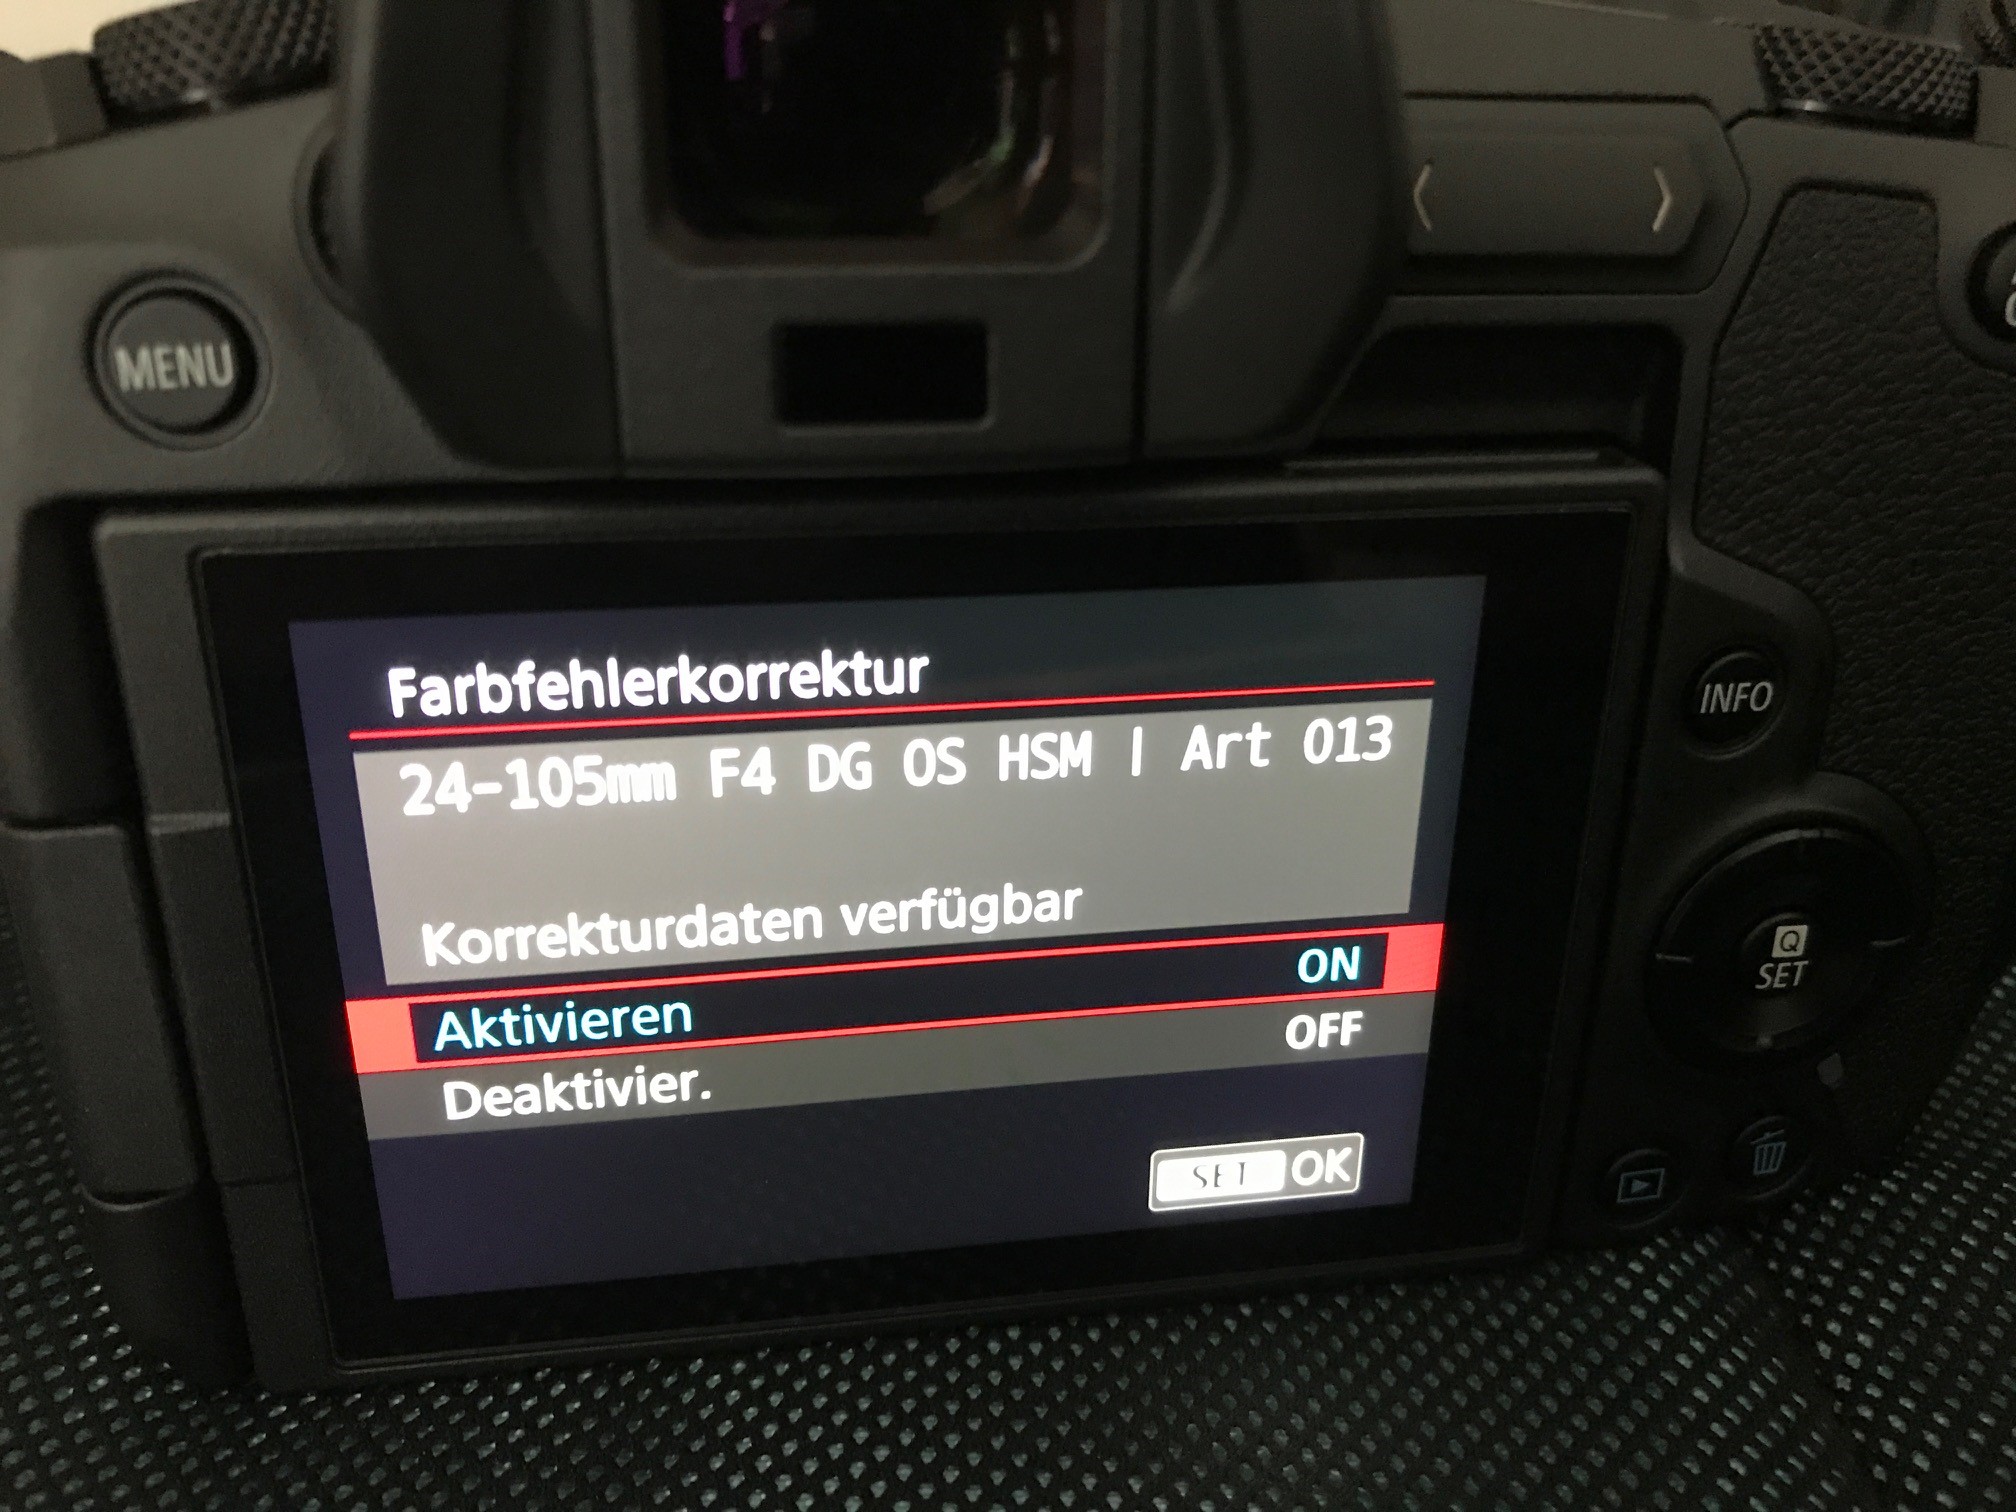 MENU
Farbfehlerkorrektur
24-105mm F4 DG OS HSM | Art 013
Korrekturdaten verfügbar
Aktivieren ON
Deaktivier. OFF
SET OK
INFO
Q
SET